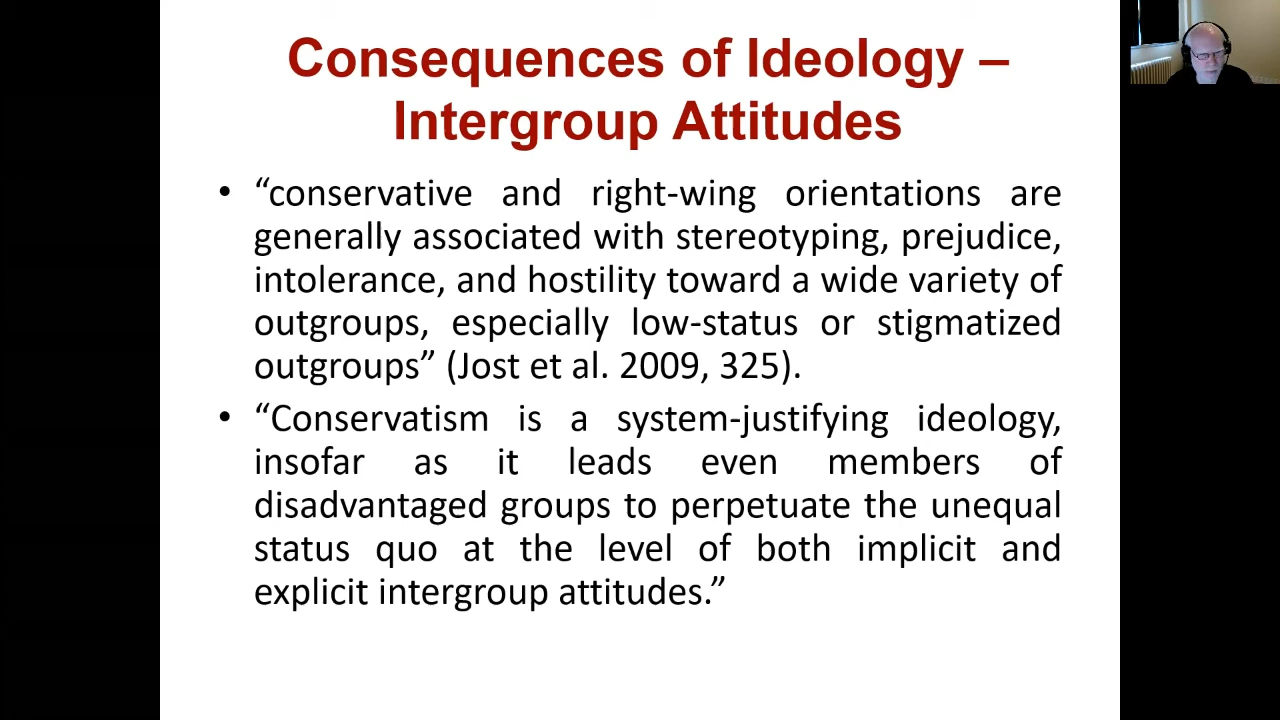 Consequences of Ideology –
Intergroup Attitudes
• “conservative and right-wing orientations are
generally associated with stereotyping, prejudice,
intolerance, and hostility toward a wide variety of
outgroups, especially low-status or stigmatized
outgroups” (Jost et al. 2009, 325).
• “Conservatism is a system-justifying ideology,
insofar as it leads even members of
disadvantaged groups to perpetuate the unequal
status quo at the level of both implicit and
explicit intergroup attitudes.”